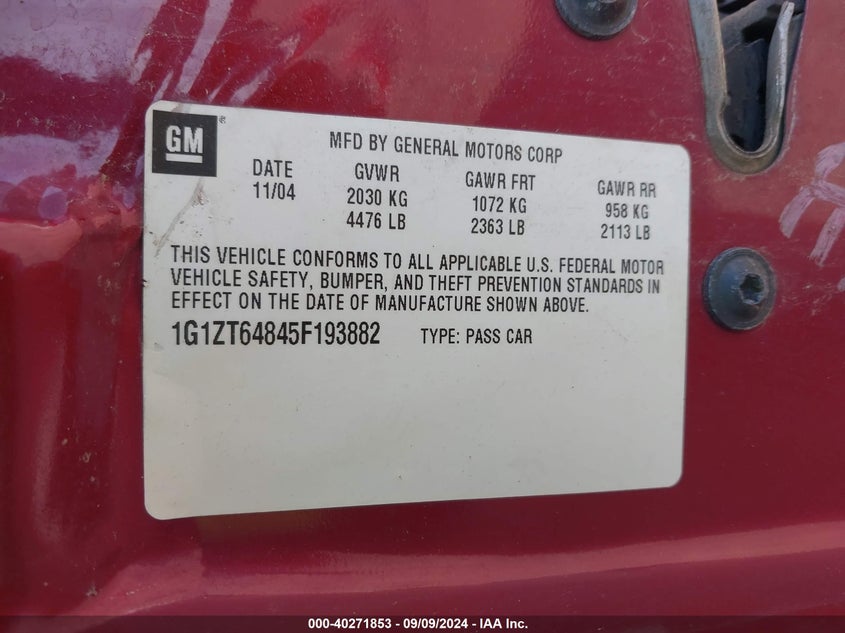 GM
MFD BY GENERAL MOTORS CORP
DATE GVWR GAWR FRT GAWR RR
11/04 2030 KG 1072 KG 958 KG
4476 LB 2363 LB 2113 LB
THIS VEHICLE CONFORMS TO ALL APPLICABLE U.S. FEDERAL MOTOR
VEHICLE SAFETY, BUMPER, AND THEFT PREVENTION STANDARDS IN
EFFECT ON THE DATE OF MANUFACTURE SHOWN ABOVE.
1G1ZT64845F193882 TYPE: PASS CAR
000-40271853 / 09/09/2024 - IAA Inc.